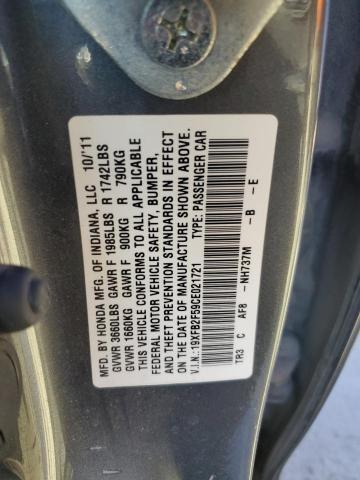 MFD. BY HONDA MFG. OF INDIANA, LLC 10/'11
GVWR 3660LBS GAWR F 1985LBS R 1742LBS
GVWR 1660KG GAWR F 900KG R 790KG
THIS VEHICLE CONFORMS TO ALL APPLICABLE
FEDERAL MOTOR VEHICLE SAFETY, BUMPER,
AND THEFT PREVENTION STANDARDS IN EFFECT
ON THE DATE OF MANUFACTURE SHOWN ABOVE.
V.I.N.:19XFB2F59CE021721 TYPE: PASSENGER CAR
TR3 C AF8 -NH737M -B -E